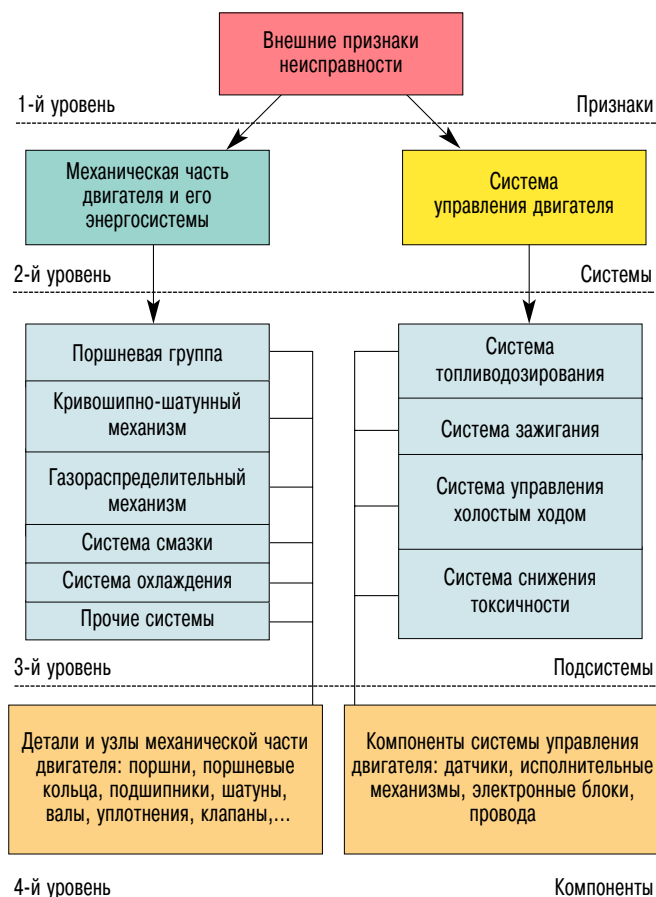 Внешние признаки
неисправности
1-й уровень
Признаки
Механическая часть
двигателя и его
энергосистемы
Система
управления двигателя
2-й уровень
Системы
Поршневая группа
Кривошипно-шатунный
механизм
Газораспределительный
механизм
Система смазки
Система охлаждения
Прочие системы
Система
топливодозирования
Система зажигания
Система управления
холостым ходом
Система снижения
токсичности
3-й уровень
Подсистемы
Детали и узлы механической части
двигателя: поршни, поршневые
кольца, подшипники, шатуны,
валы, уплотнения, клапаны,...
Компоненты системы управления
двигателя: датчики, исполнительные
механизмы, электронные блоки,
провода
4-й уровень
Компоненты